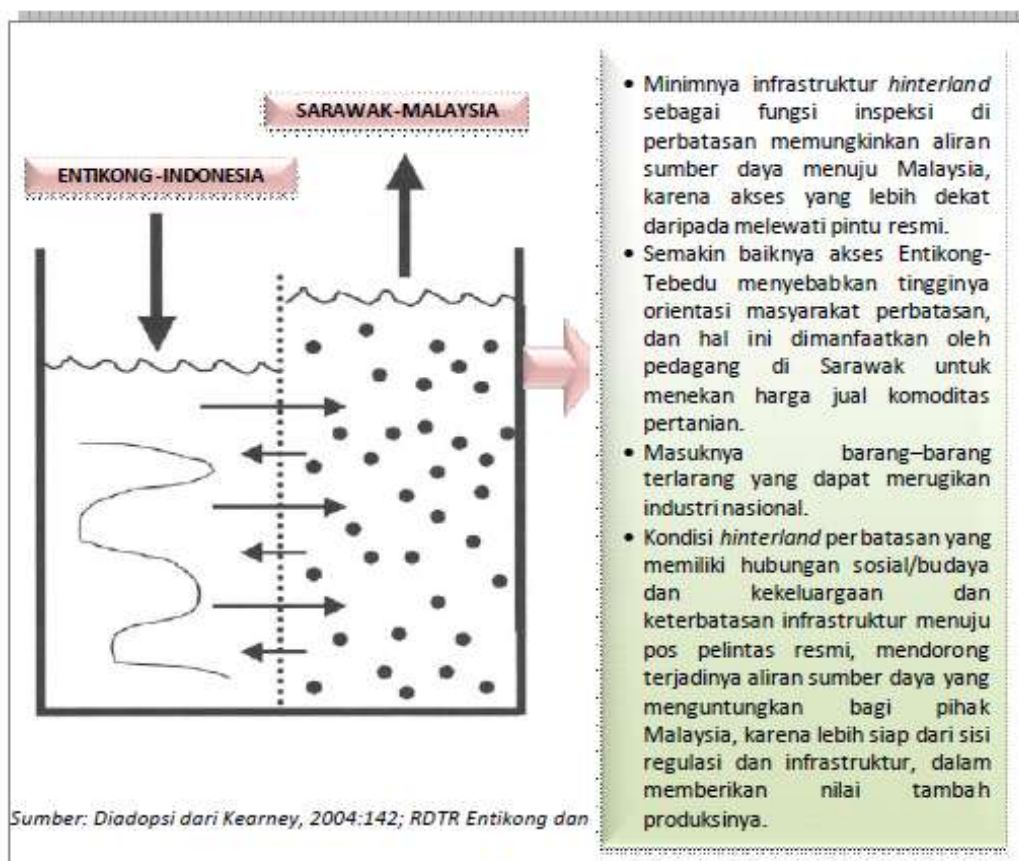 SARAWAK-MALAYSIA
ENTIKONG-INDONESIA
• Minimnya infrastruktur hinterland
sebagai fungsi inspeksi di
perbatasan memungkinkan aliran
sumber daya menuju Malaysia,
karena akses yang lebih dekat
daripada melewati pintu resmi.
• Semakin baiknya akses Entikong-
Tebedu menyebabkan tingginya
orientasi masyarakat perbatasan,
dan hal ini dimanfaatkan oleh
pedagang di Sarawak untuk
menekan harga jual komoditas
pertanian.
• Masuknya barang–barang
terlarang yang dapat merugikan
industri nasional.
• Kondisi hinterland perbatasan yang
memiliki hubungan sosial/budaya
dan kekeluargaan dan
keterbatasan infrastruktur menuju
pos pelintas resmi, mendorong
terjadinya aliran sumber daya yang
menguntungkan bagi pihak
Malaysia, karena lebih siap dari sisi
regulasi dan infrastruktur, dalam
memberikan nilai tambah
produksinya.
Sumber: Diadopsi dari Kearney, 2004:142; RDTR Entikong dan